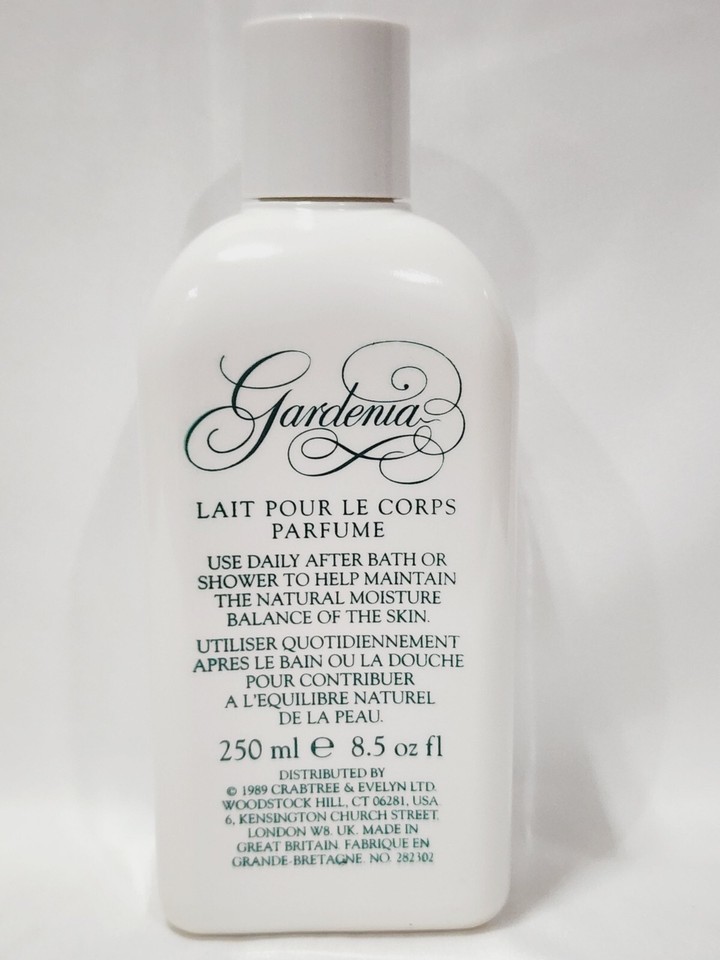 Gardenia
LAIT POUR LE CORPS
PARFUME
USE DAILY AFTER BATH OR
SHOWER TO HELP MAINTAIN
THE NATURAL MOISTURE
BALANCE OF THE SKIN.
UTILISER QUOTIDIENNEMENT
APRES LE BAIN OU LA DOUCHE
POUR CONTRIBUER
A L'EQUILIBRE NATUREL
DE LA PEAU.
250 ml ℮ 8.5 oz fl
DISTRIBUTED BY
© 1989 CRABTREE & EVELYN LTD.
WOODSTOCK HILL, CT 06281, USA
6, KENSINGTON CHURCH STREET,
LONDON W8. UK. MADE IN
GREAT BRITAIN. FABRIQUE EN
GRANDE-BRETAGNE. NO. 282302